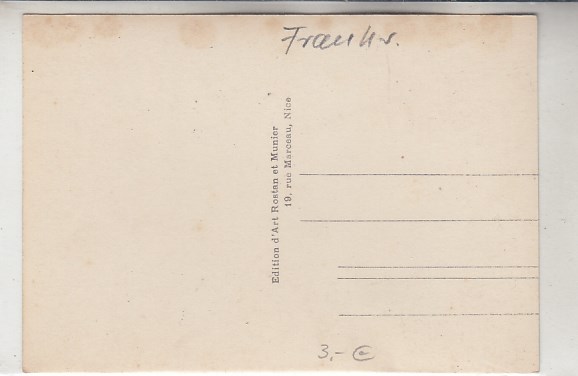 Frankr.
Edition d'Art Rostan et Munier
19, rue Marceau, Nice
3,- €